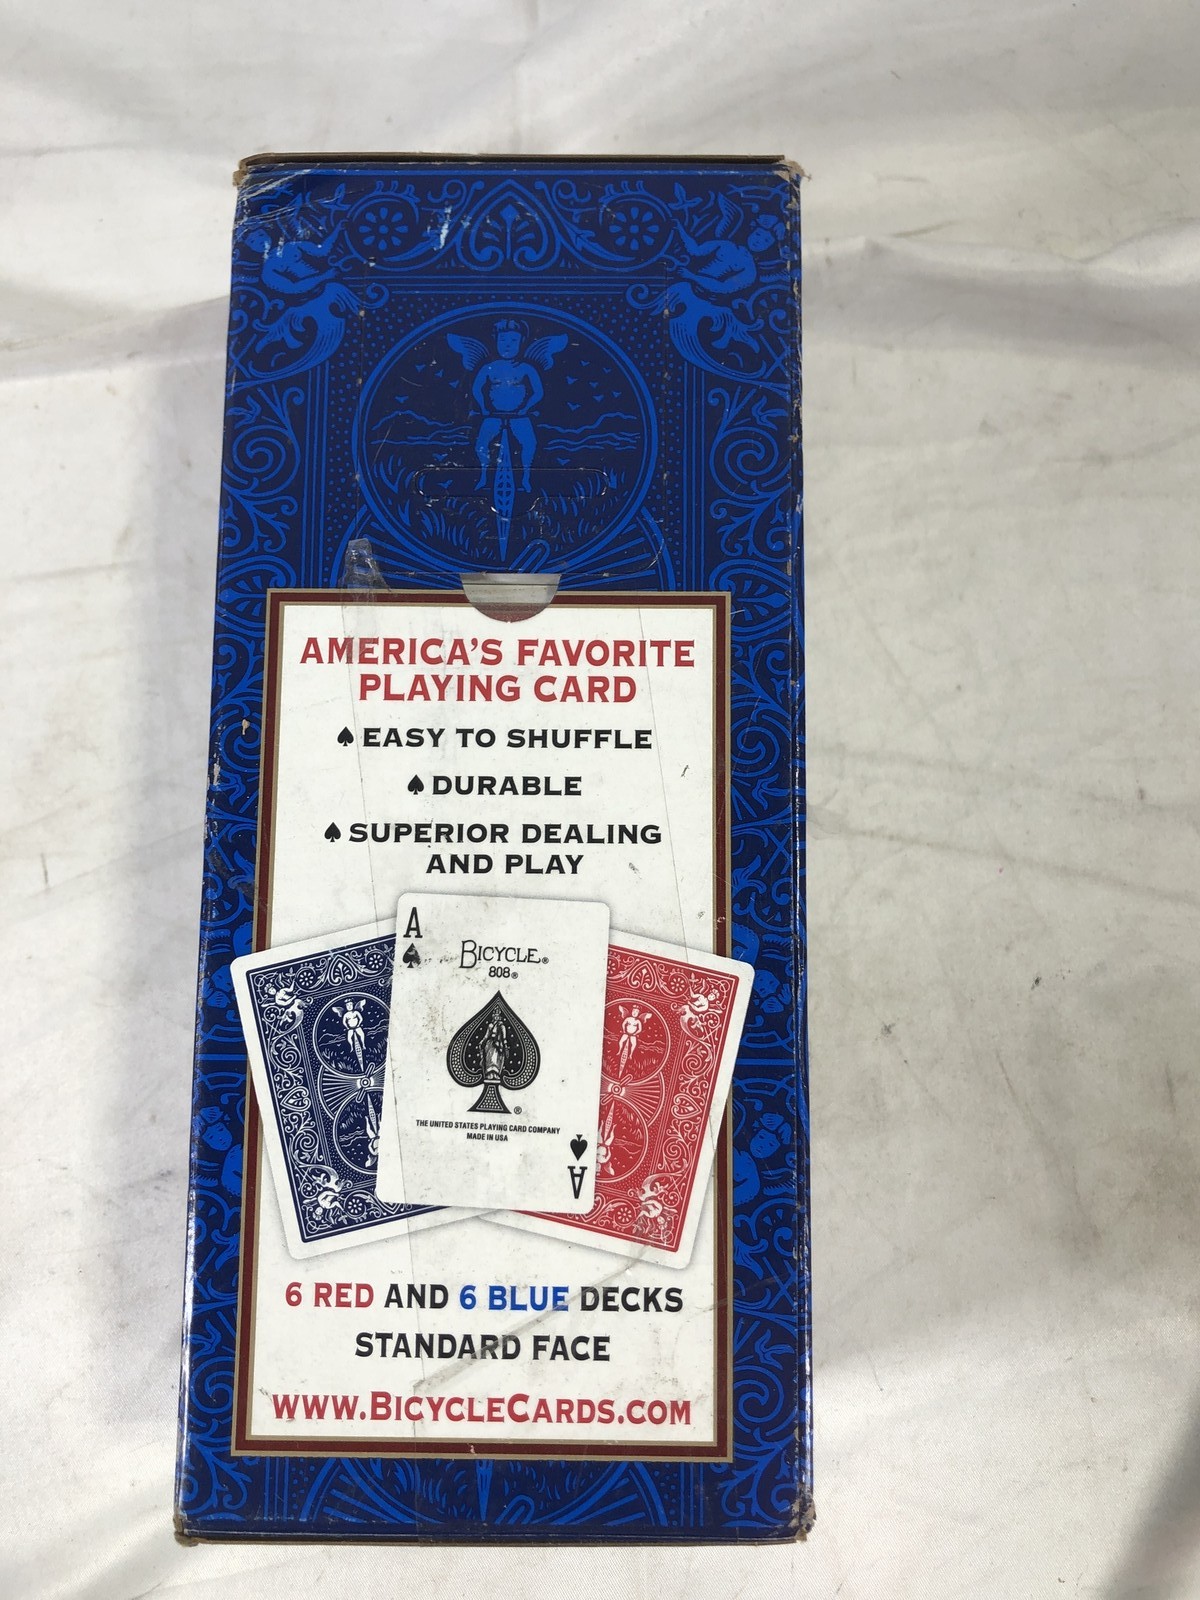 AMERICA'S FAVORITE
PLAYING CARD
♠ EASY TO SHUFFLE
♠ DURABLE
♠ SUPERIOR DEALING
AND PLAY
A
BICYCLE®
808®
®
THE UNITED STATES PLAYING CARD COMPANY
MADE IN USA
A
6 RED AND 6 BLUE DECKS
STANDARD FACE
WWW.BICYCLECARDS.COM